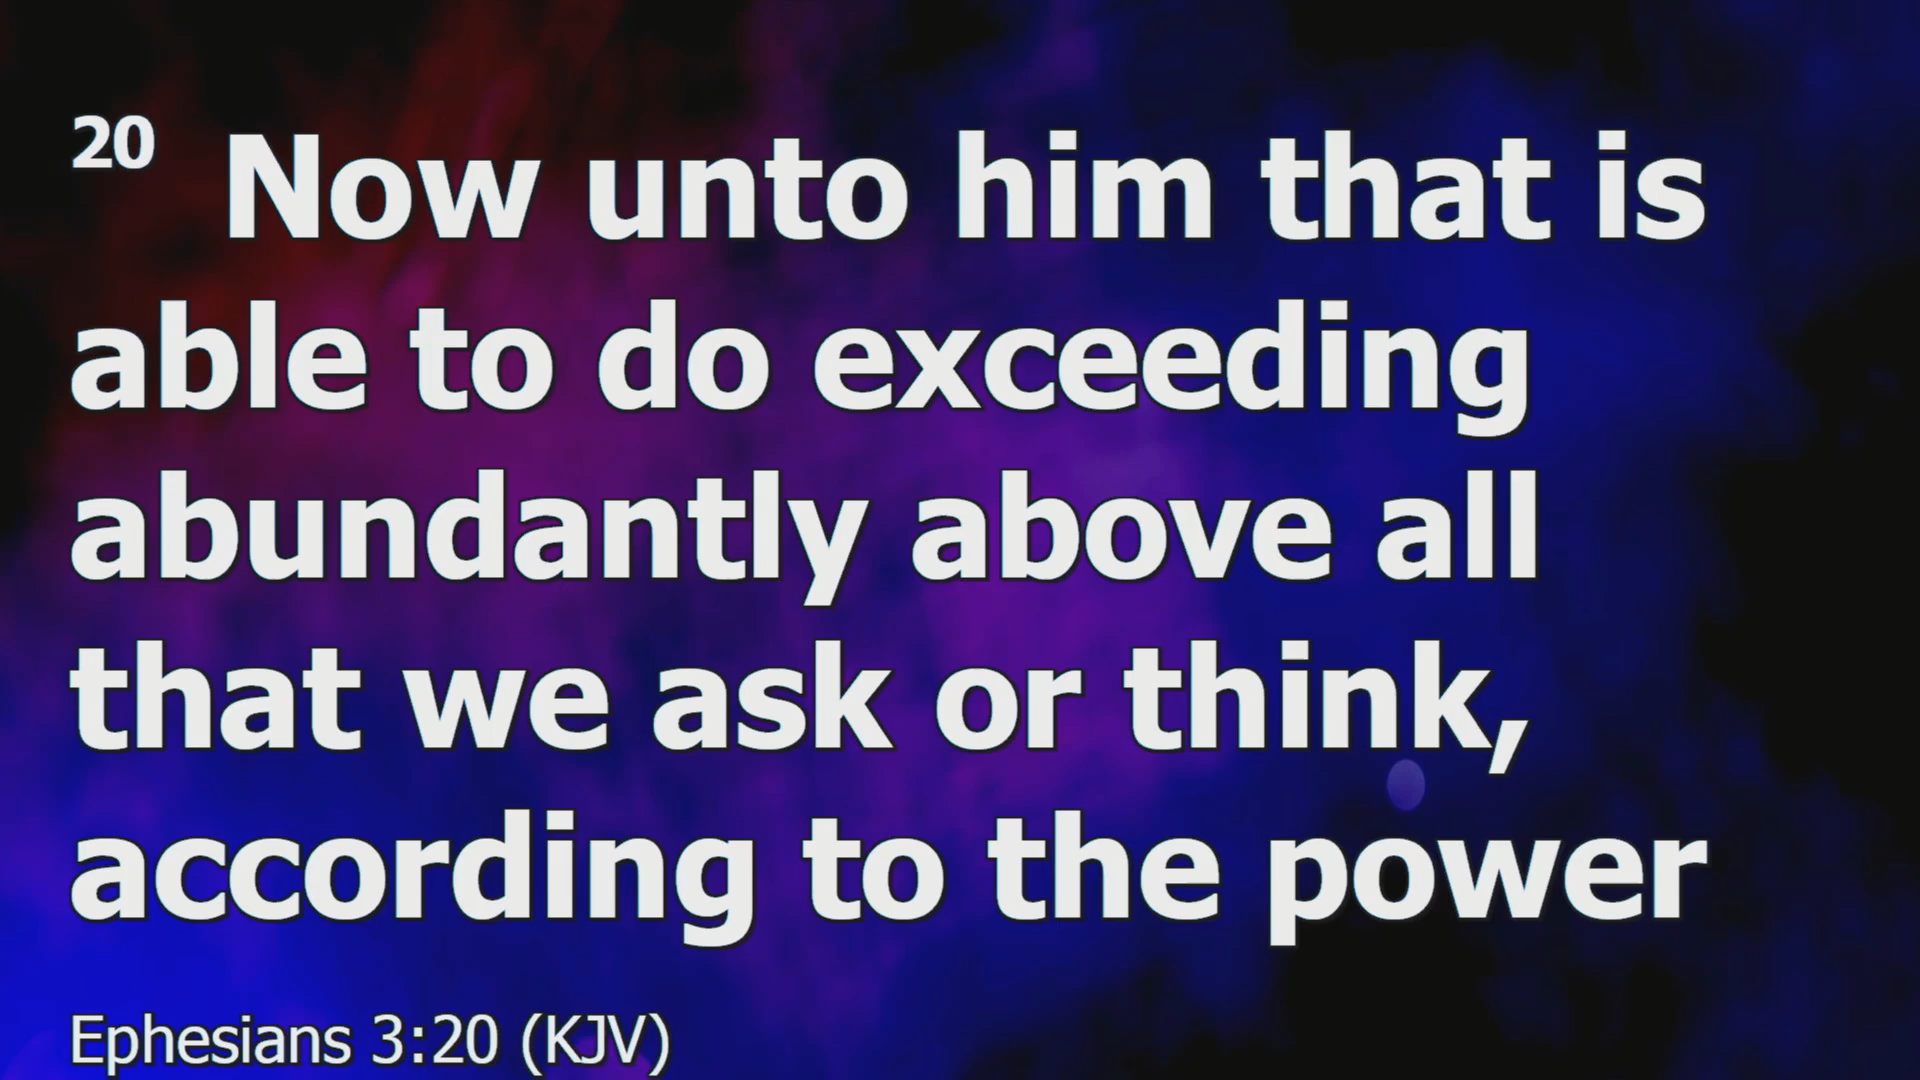 20 Now unto him that is
able to do exceeding
abundantly above all
that we ask or think,
according to the power
Ephesians 3:20 (KJV)